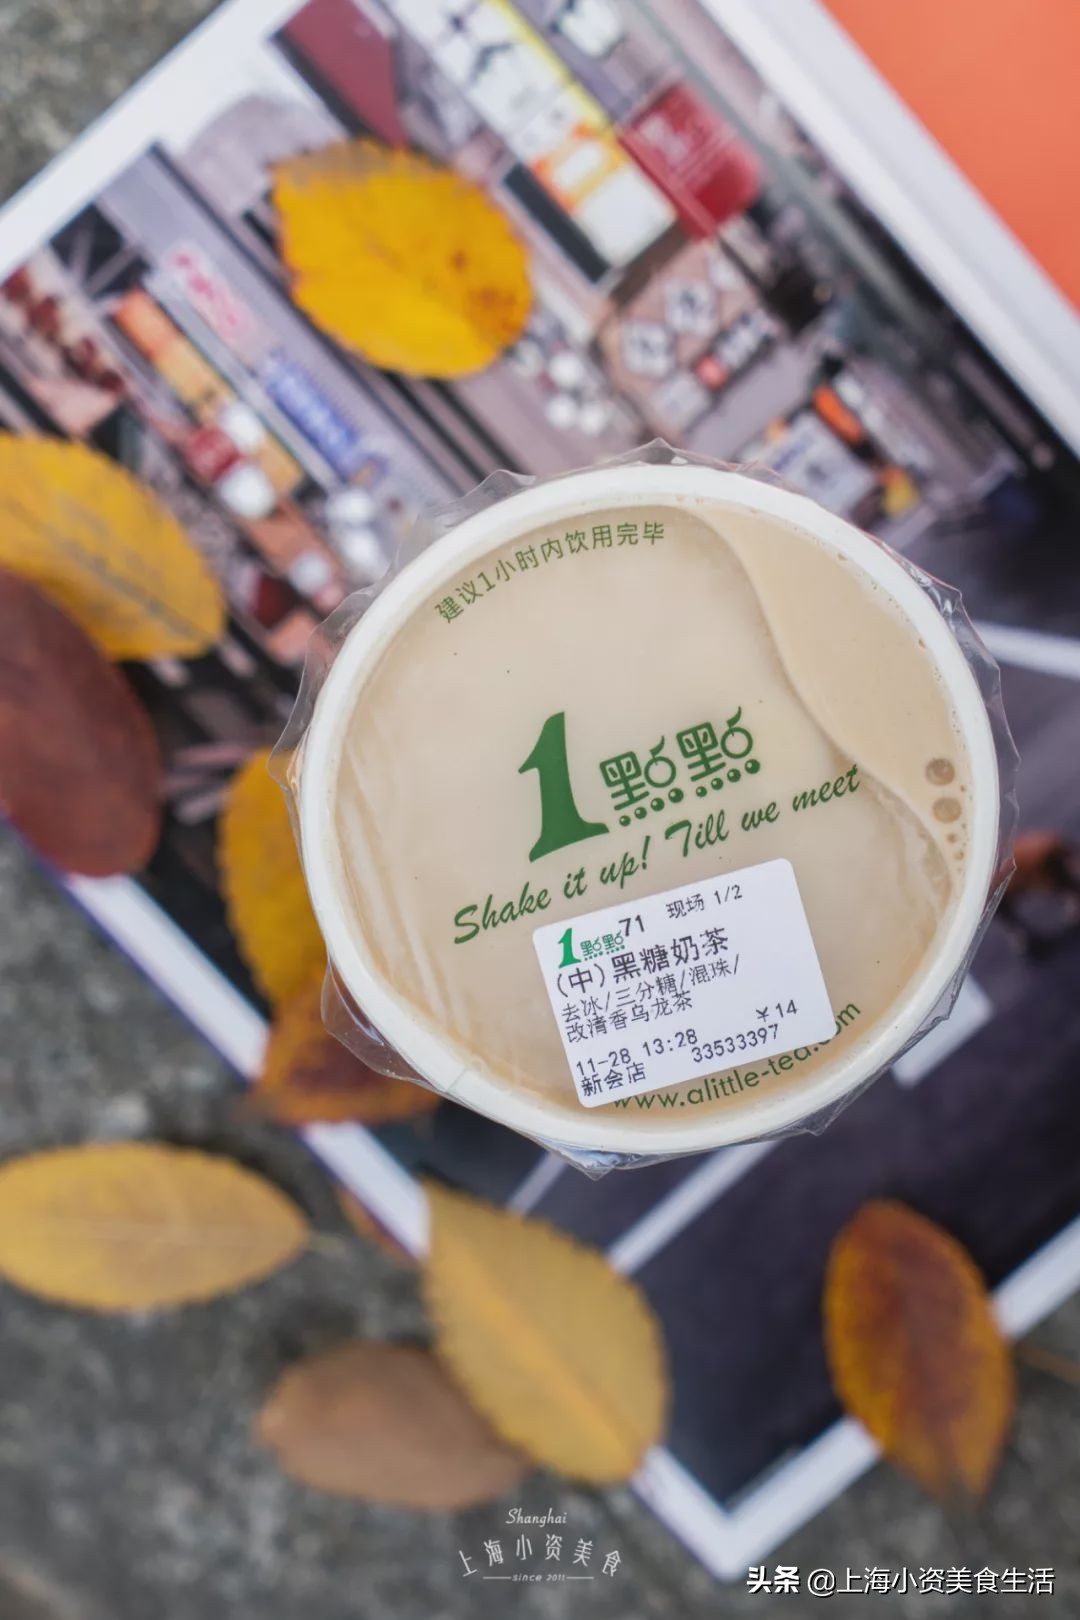 建议1小时内饮用完毕
1點點
Shake it up! Till we meet
1點點 71 现场 1/2
(中)黑糖奶茶
去冰/三分糖/混珠/
改清香乌龙茶
￥14
11-28 13:28
新会店 33533397
www.alittle-tea.com
Shanghai
上海小资美食
since 2011
头条 @上海小资美食生活